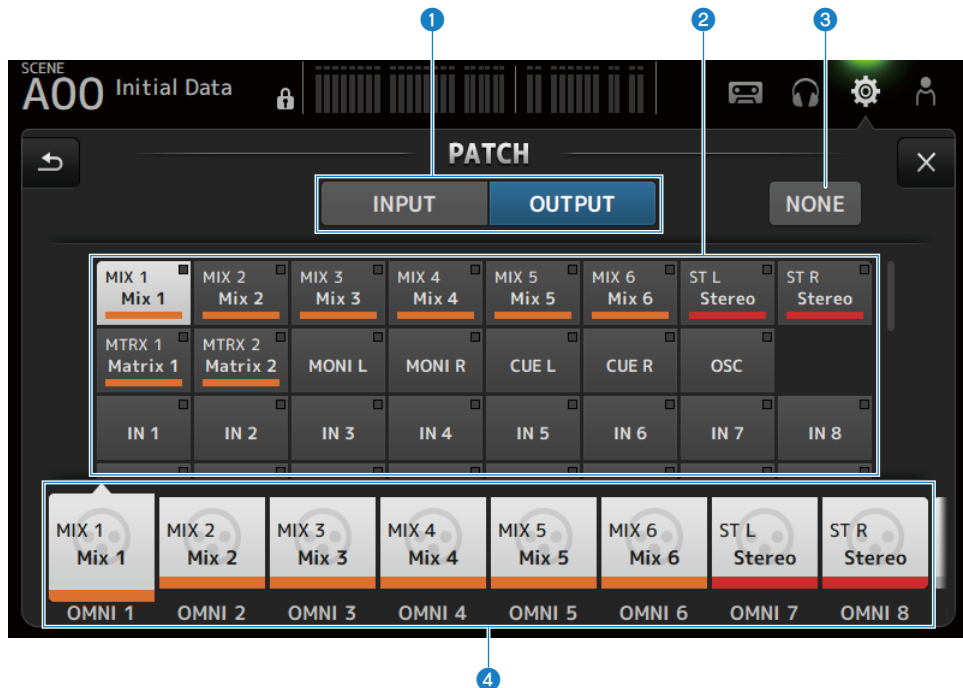 1 2 3
SCENE
A00 Initial Data
PATCH
INPUT OUTPUT NONE
MIX 1 MIX 2 MIX 3 MIX 4 MIX 5 MIX 6 ST L ST R
Mix 1 Mix 2 Mix 3 Mix 4 Mix 5 Mix 6 Stereo Stereo
MTRX 1 MTRX 2
Matrix 1 Matrix 2 MONI L MONI R CUE L CUE R OSC
IN 1 IN 2 IN 3 IN 4 IN 5 IN 6 IN 7 IN 8
MIX 1 MIX 2 MIX 3 MIX 4 MIX 5 MIX 6 ST L ST R
Mix 1 Mix 2 Mix 3 Mix 4 Mix 5 Mix 6 Stereo Stereo
OMNI 1 OMNI 2 OMNI 3 OMNI 4 OMNI 5 OMNI 6 OMNI 7 OMNI 8
4